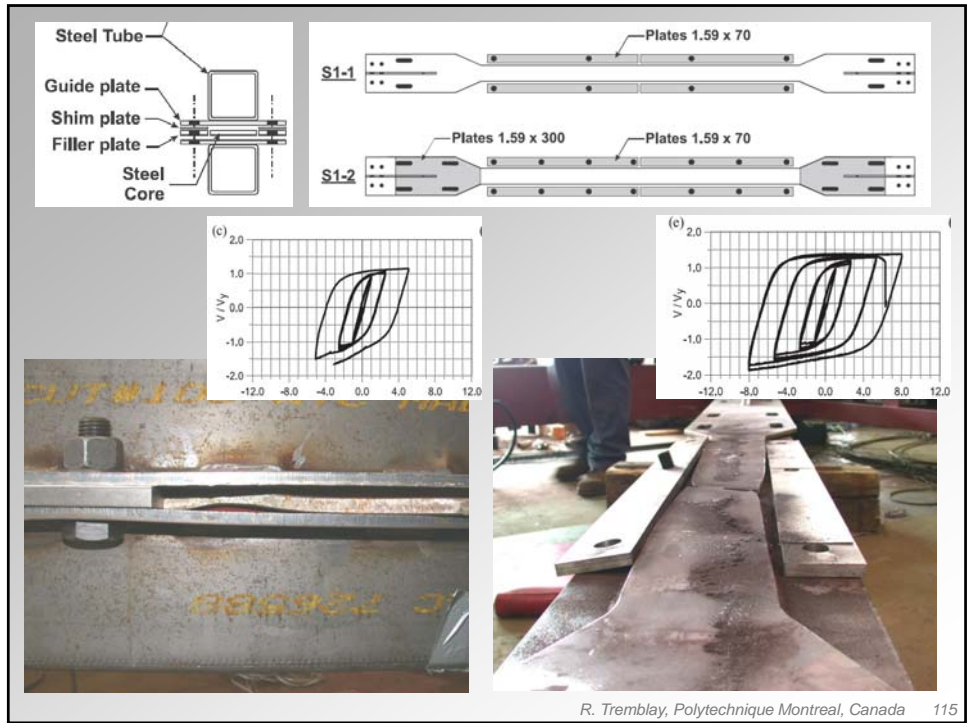 Steel Tube
Guide plate
Shim plate
Filler plate
Steel
Core
S1-1
Plates 1.59 x 70
Plates 1.59 x 300
Plates 1.59 x 70
S1-2
(c)
2.0
1.0
0.0
-1.0
-2.0
V / Vy
-12.0 -8.0 -4.0 0.0 4.0 8.0 12.0
(e)
2.0
1.0
0.0
-1.0
-2.0
V / Vy
-12.0 -8.0 -4.0 0.0 4.0 8.0 12.0
R. Tremblay, Polytechnique Montreal, Canada 115